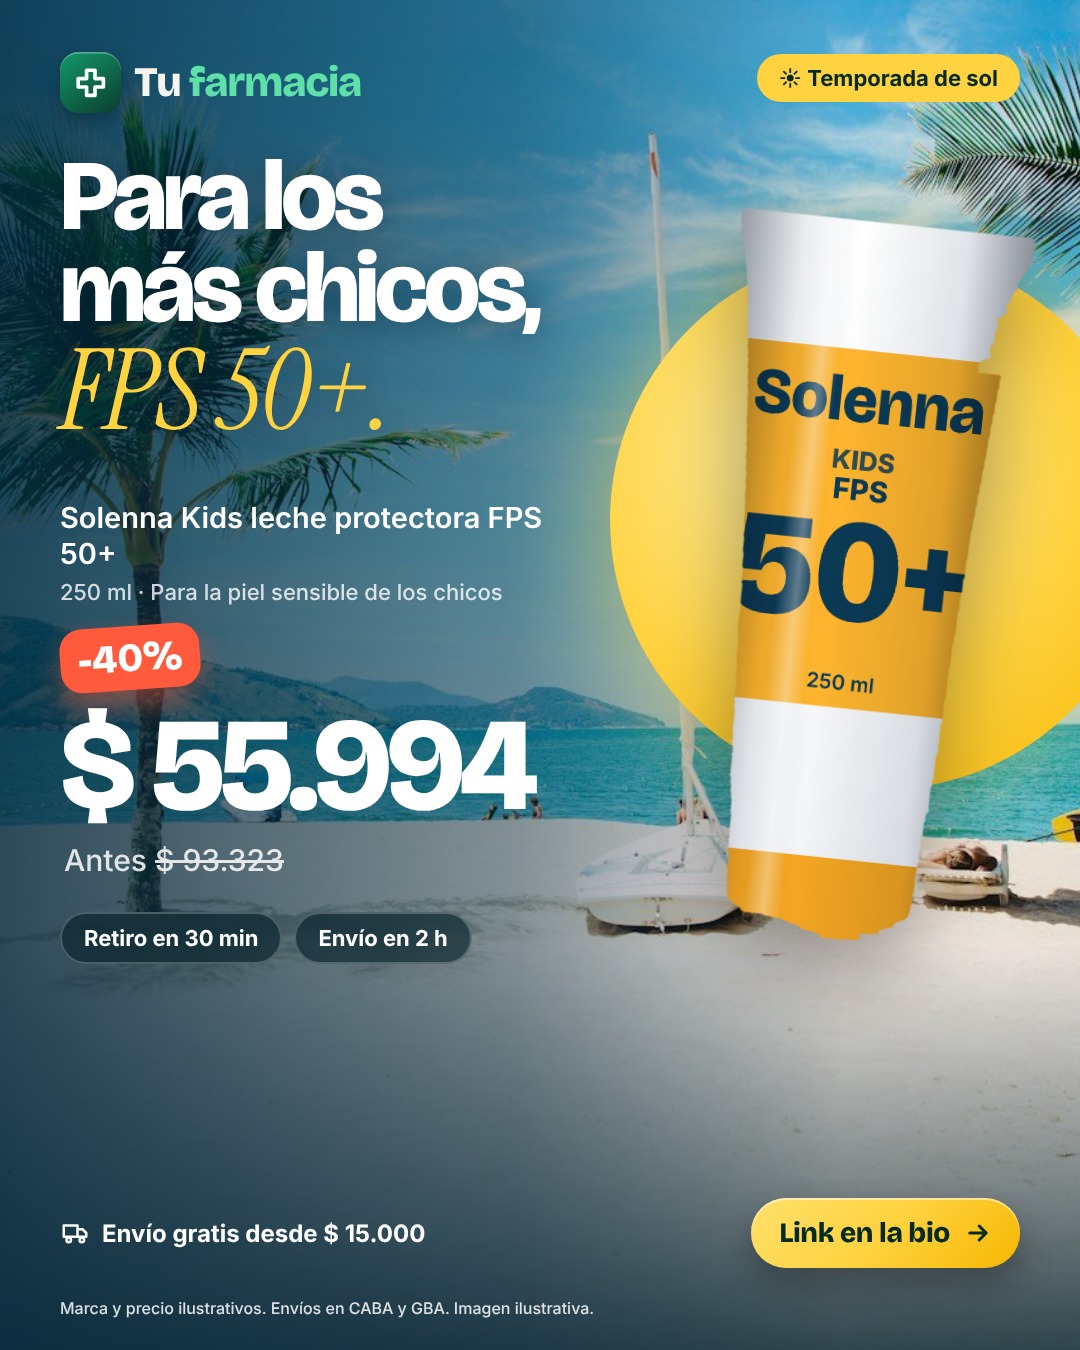 Tu farmacia
Temporada de sol
Para los
más chicos,
FPS 50+.
Solenna Kids leche protectora FPS
50+
250 ml · Para la piel sensible de los chicos
-40%
$ 55.994
Antes $ 93.323
Retiro en 30 min
Envío en 2 h
Solenna
KIDS
FPS
50+
250 ml
Envío gratis desde $ 15.000
Link en la bio →
Marca y precio ilustrativos. Envíos en CABA y GBA. Imagen ilustrativa.